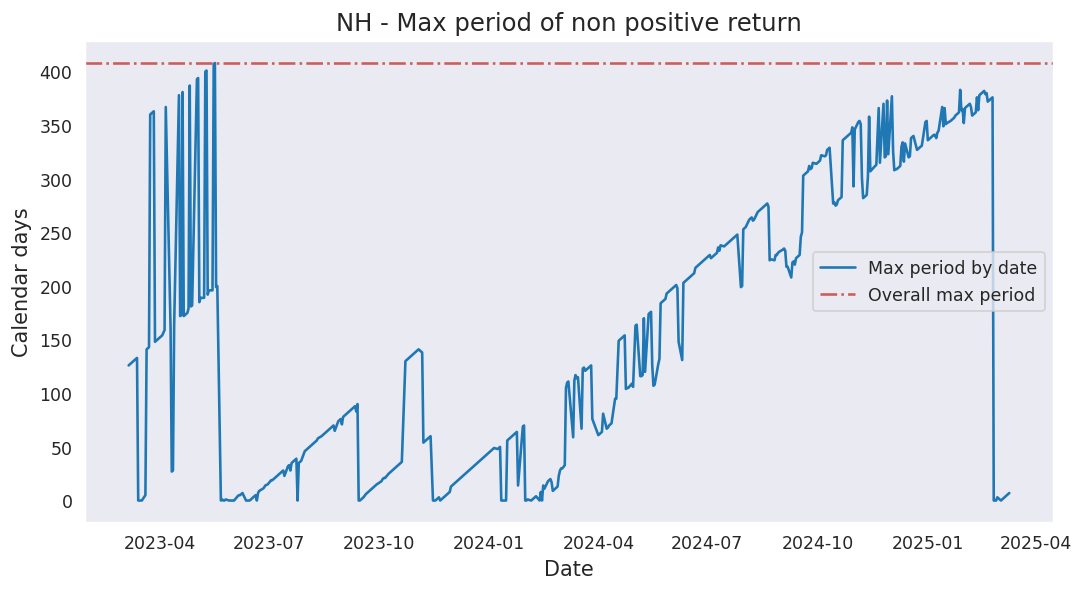 NH - Max period of non positive return
Calendar days
400
350
300
250
200
150
100
50
0
Max period by date
Overall max period
2023-04 2023-07 2023-10 2024-01 2024-04 2024-07 2024-10 2025-01 2025-04
Date